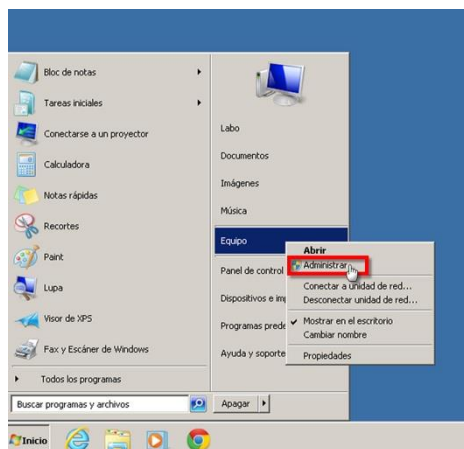 Bloc de notas
Tareas iniciales
Conectarse a un proyector
Calculadora
Notas rápidas
Recortes
Paint
Lupa
Visor de XPS
Fax y Escáner de Windows
Todos los programas
Buscar programas y archivos
Labo
Documentos
Imágenes
Música
Equipo
Panel de control
Dispositivos e im
Programas prede
Ayuda y soporte
Apagar
Abrir
Administrar
Conectar a unidad de red...
Desconectar unidad de red...
Mostrar en el escritorio
Cambiar nombre
Propiedades
Inicio